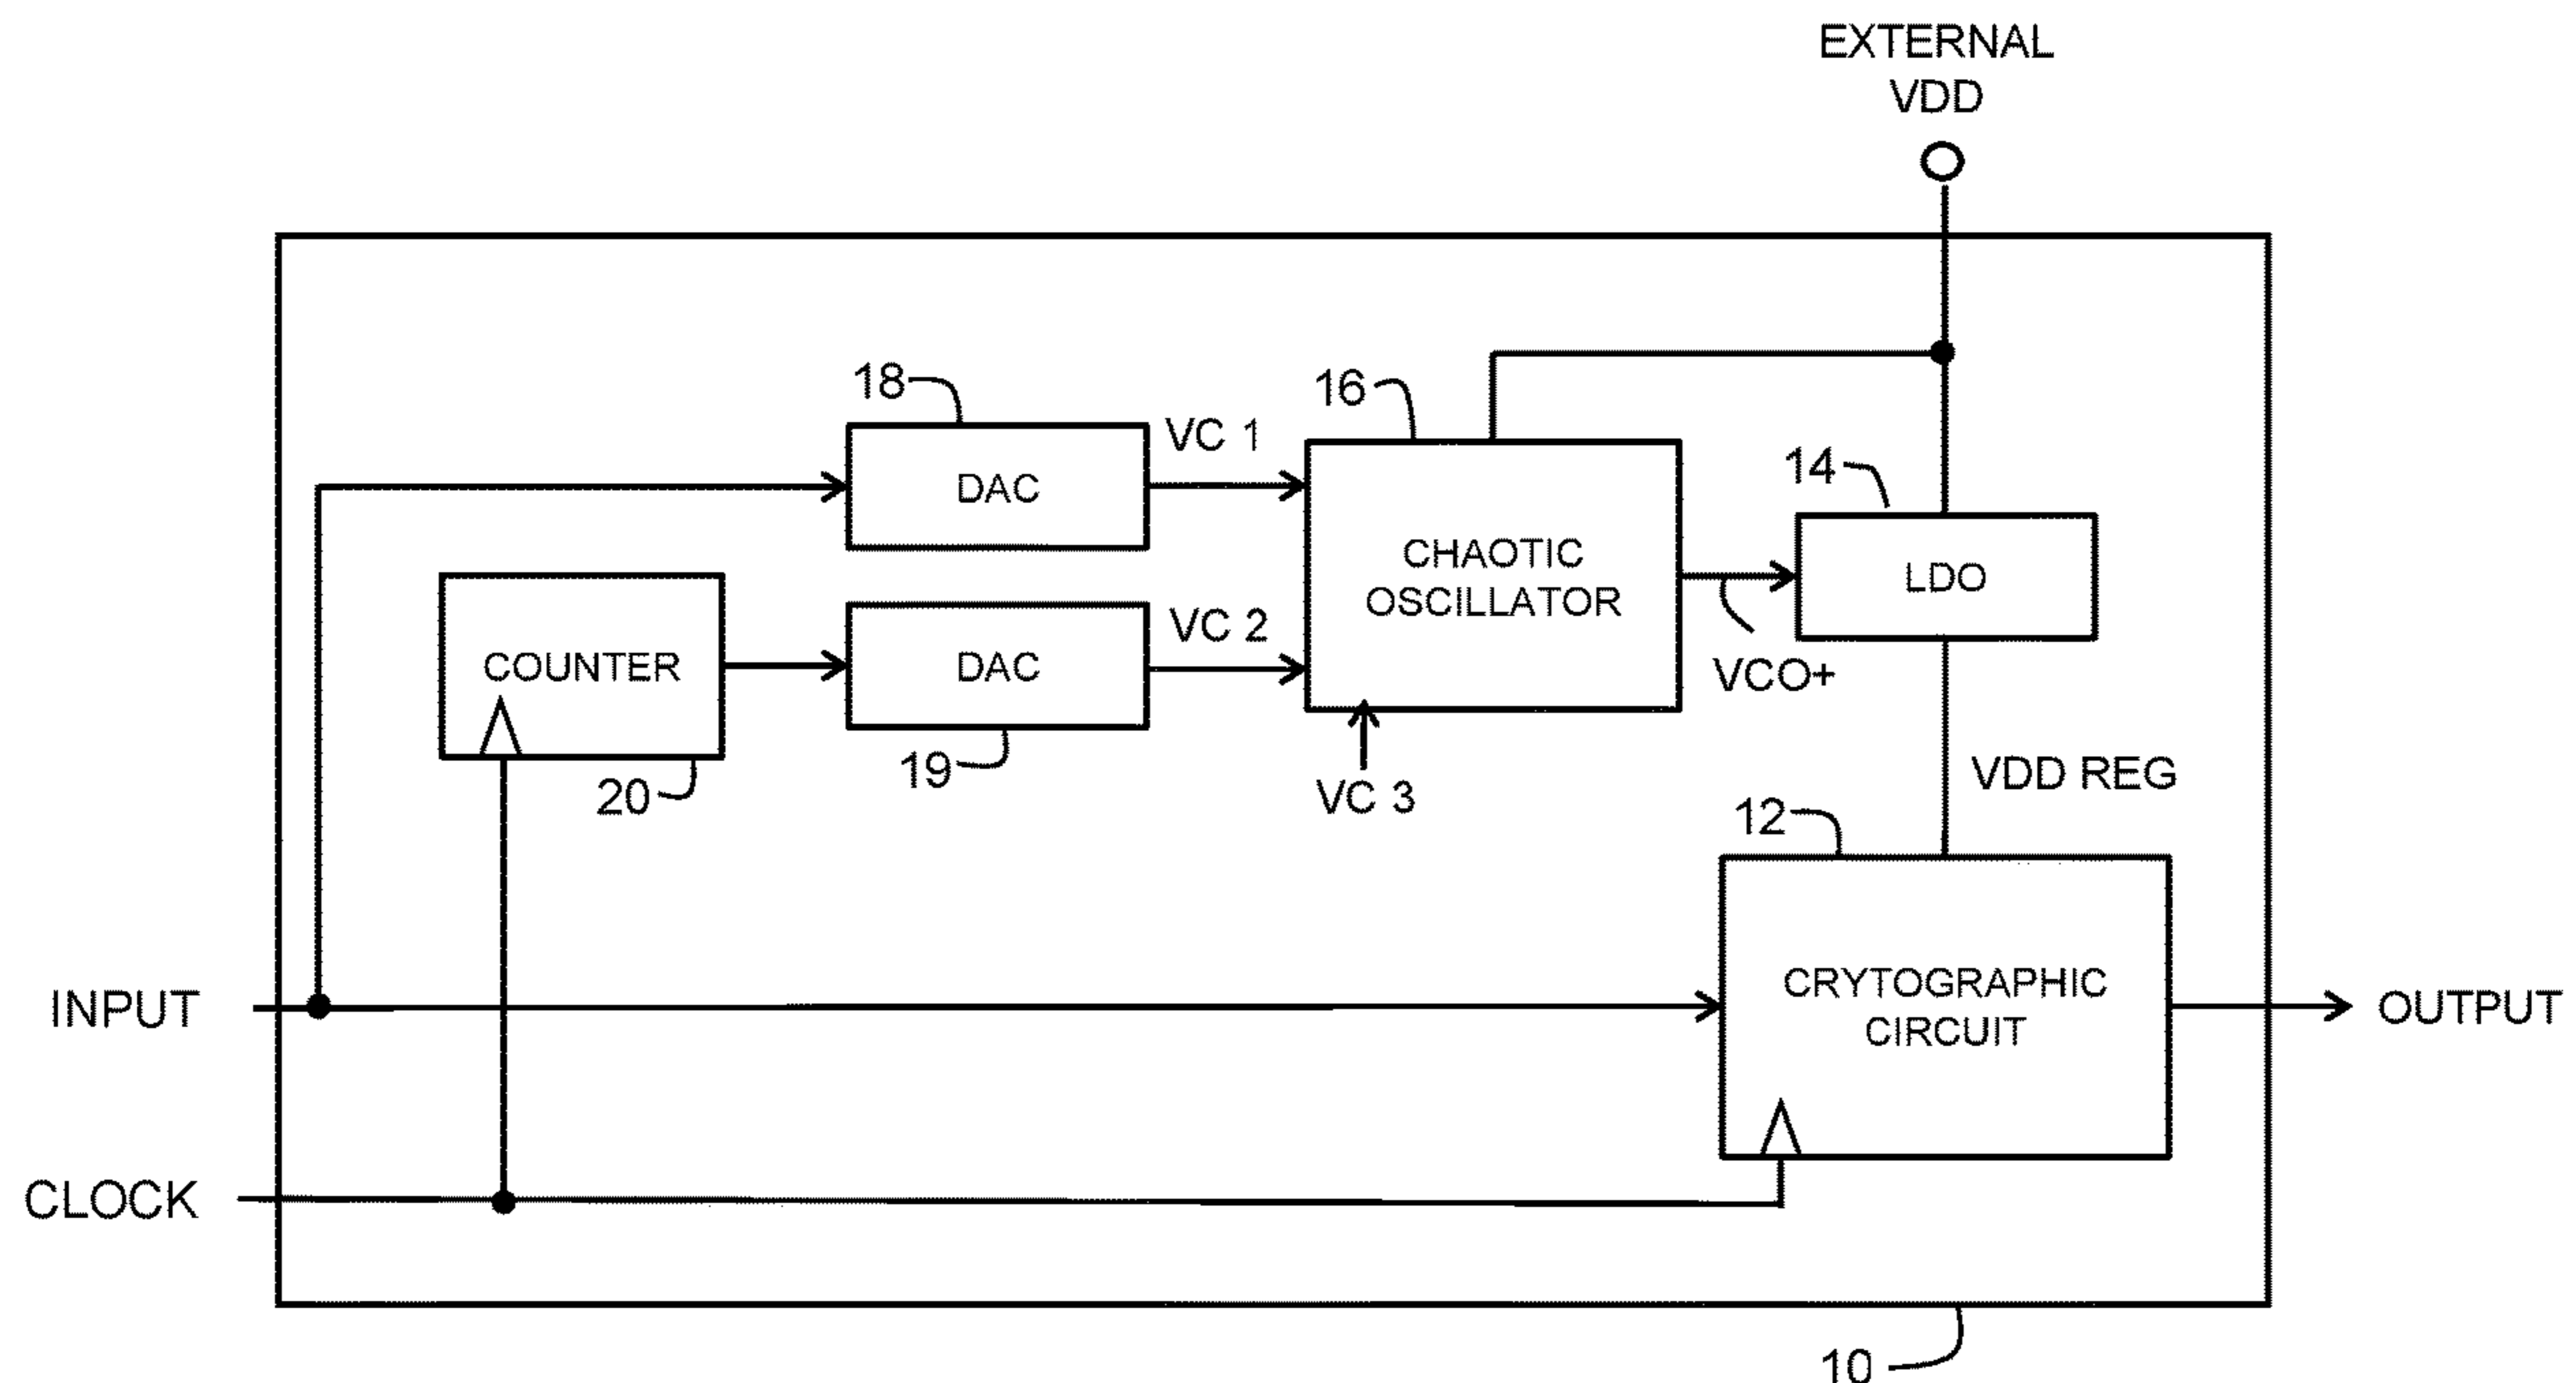 EXTERNAL
VDD
18
VC 1
16
DAC
14
CHAOTIC
OSCILLATOR
LDO
COUNTER
DAC
VC 2
VCO+
20
19
VC 3
VDD REG
12
INPUT
CRYTOGRAPHIC
CIRCUIT
OUTPUT
CLOCK
10